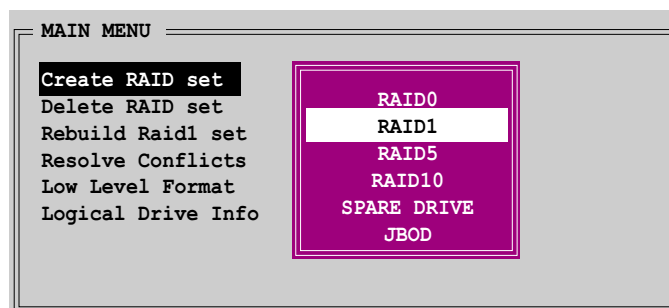 MAIN MENU
Create RAID set
Delete RAID set
Rebuild Raid1 set
Resolve Conflicts
Low Level Format
Logical Drive Info
RAID0
RAID1
RAID5
RAID10
SPARE DRIVE
JBOD